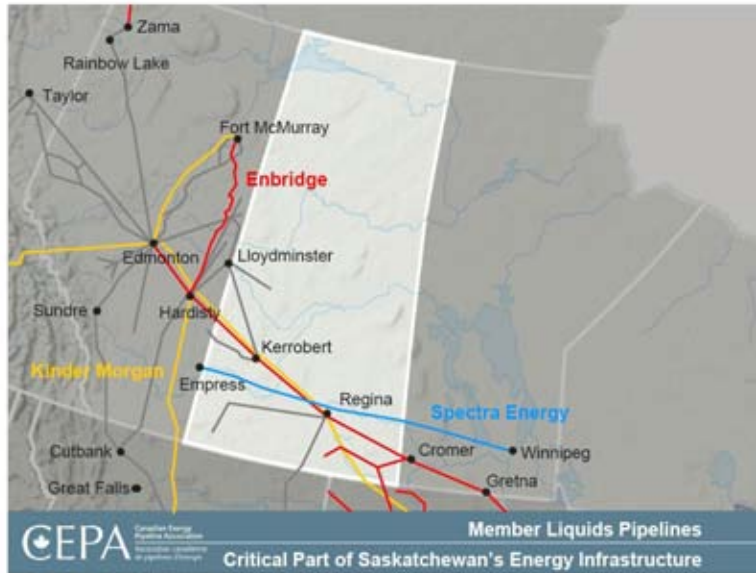 Zama
Rainbow Lake
Taylor
Fort McMurray
Enbridge
Edmonton
Lloydminster
Sundre
Hardisty
Kerrobert
Kinder Morgan
Empress
Regina
Spectra Energy
Cutbank
Cromer
Winnipeg
Great Falls
Gretna
CEPA
Canadian Energy
Pipeline Association
Member Liquids Pipelines
Critical Part of Saskatchewan's Energy Infrastructure